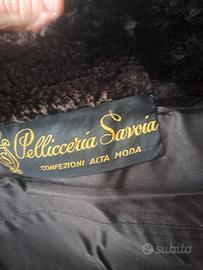 Pellicceria Savoia
CONFEZIONI ALTA MODA
subito